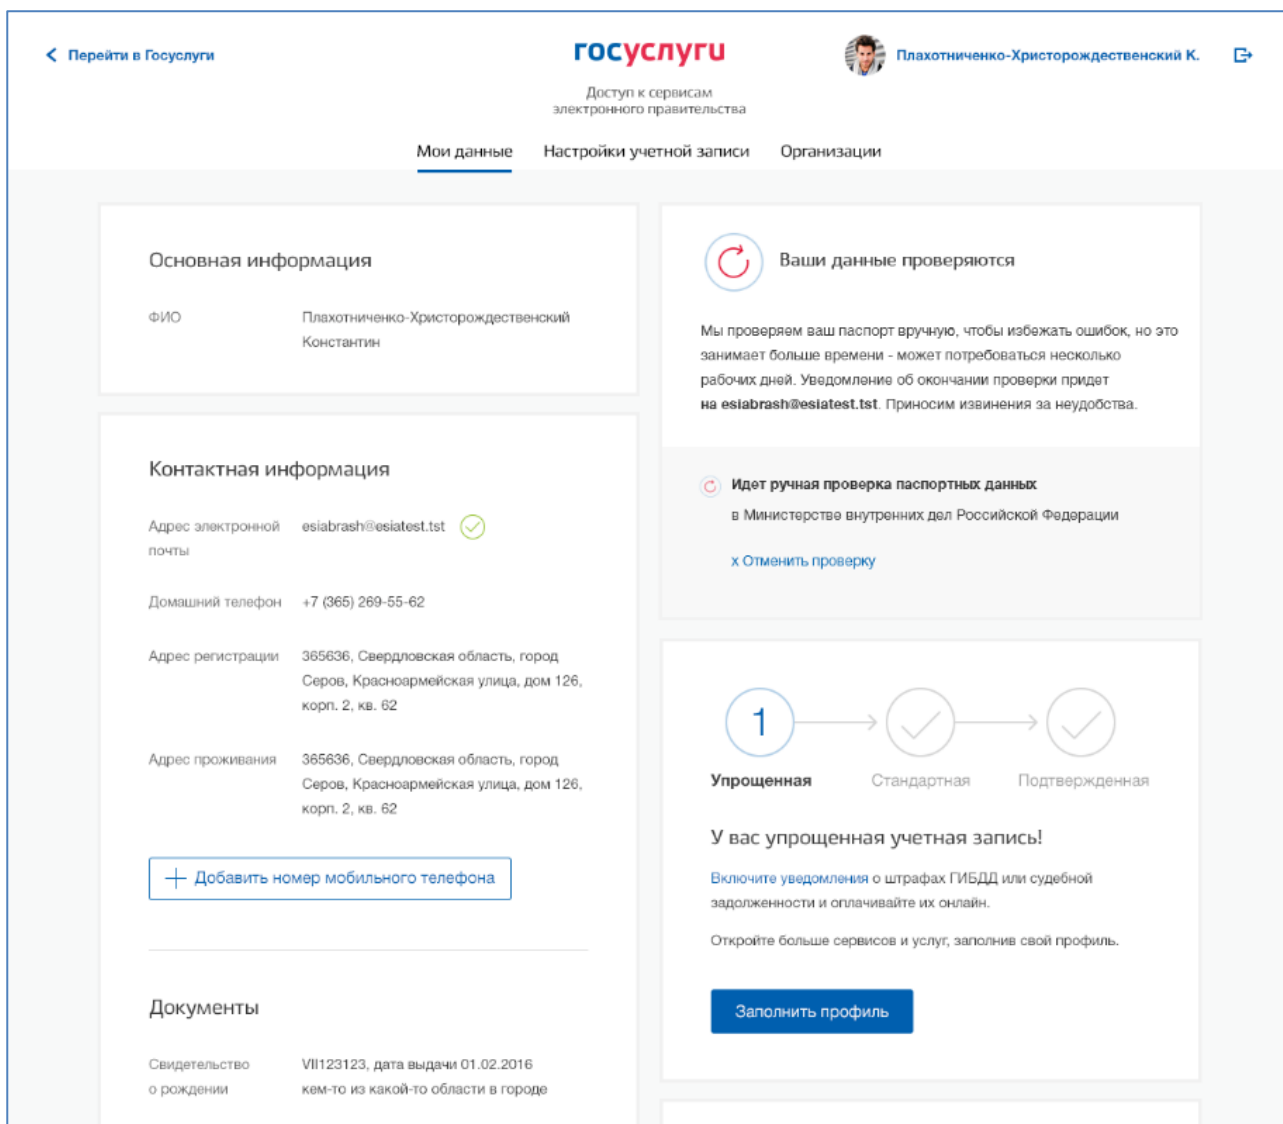 Перейти в Госуслуги
госуслуги
Плахотниченко-Христорождественский К.
Доступ к сервисам
электронного правительства
Мои данные
Настройки учетной записи
Организации
Основная информация
ФИО
Плахотниченко-Христорождественский
Константин
Контактная информация
Адрес электронной
почты
esiabrash@esiatest.tst
Домашний телефон
+7 (365) 269-55-62
Адрес регистрации
365636, Свердловская область, город
Серов, Красноармейская улица, дом 126,
корп. 2, кв. 62
Адрес проживания
365636, Свердловская область, город
Серов, Красноармейская улица, дом 126,
корп. 2, кв. 62
Добавить номер мобильного телефона
Документы
Свидетельство
о рождении
VII123123, дата выдачи 01.02.2016
кем-то из какой-то области в городе
Ваши данные проверяются
Мы проверяем ваш паспорт вручную, чтобы избежать ошибок, но это
занимает больше времени - может потребоваться несколько
рабочих дней. Уведомление об окончании проверки придет
на esiabrash@esiatest.tst. Приносим извинения за неудобства.
Идет ручная проверка паспортных данных
в Министерстве внутренних дел Российской Федерации
х Отменить проверку
1
Упрощенная
Стандартная
Подтвержденная
У вас упрощенная учетная запись!
Включите уведомления о штрафах ГИБДД или судебной
задолженности и оплачивайте их онлайн.
Откройте больше сервисов и услуг, заполнив свой профиль.
Заполнить профиль